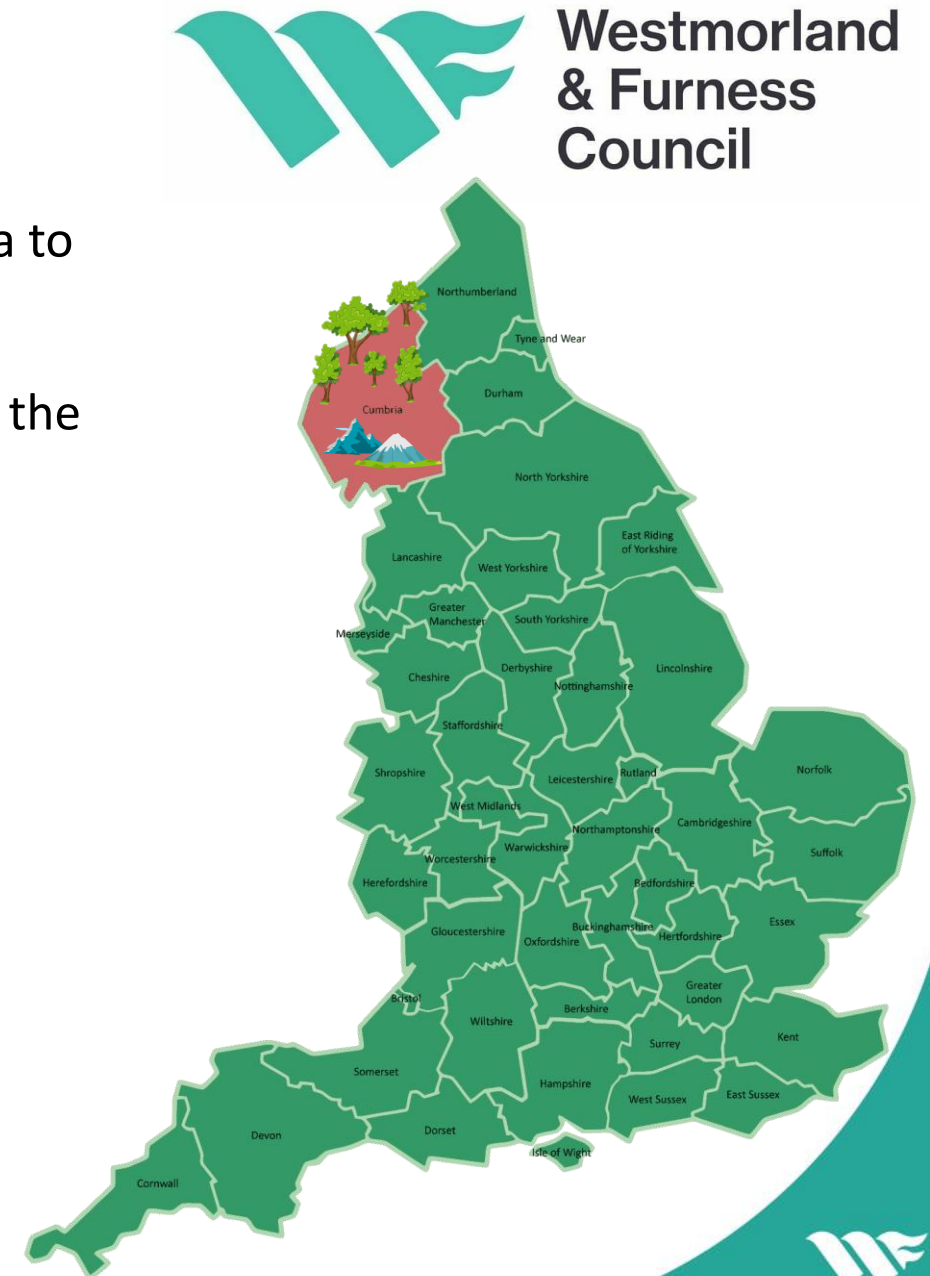 Westmorland
& Furness
Council
a to
the
Northumberland
Tyne and Wear
Durham
Cumbria
North Yorkshire
East Riding
of Yorkshire
Lancashire
West Yorkshire
Greater
Manchester
South Yorkshire
Merseyside
Cheshire
Derbyshire
Nottinghamshire
Lincolnshire
Staffordshire
Shropshire
Leicestershire
Rutland
Norfolk
West Midlands
Northamptonshire
Cambridgeshire
Warwickshire
Suffolk
Worcestershire
Herefordshire
Bedfordshire
Gloucestershire
Oxfordshire
Buckinghamshire
Hertfordshire
Essex
Greater
London
Bristol
Berkshire
Wiltshire
Surrey
Kent
Somerset
Hampshire
West Sussex
East Sussex
Devon
Dorset
Isle of Wight
Cornwall